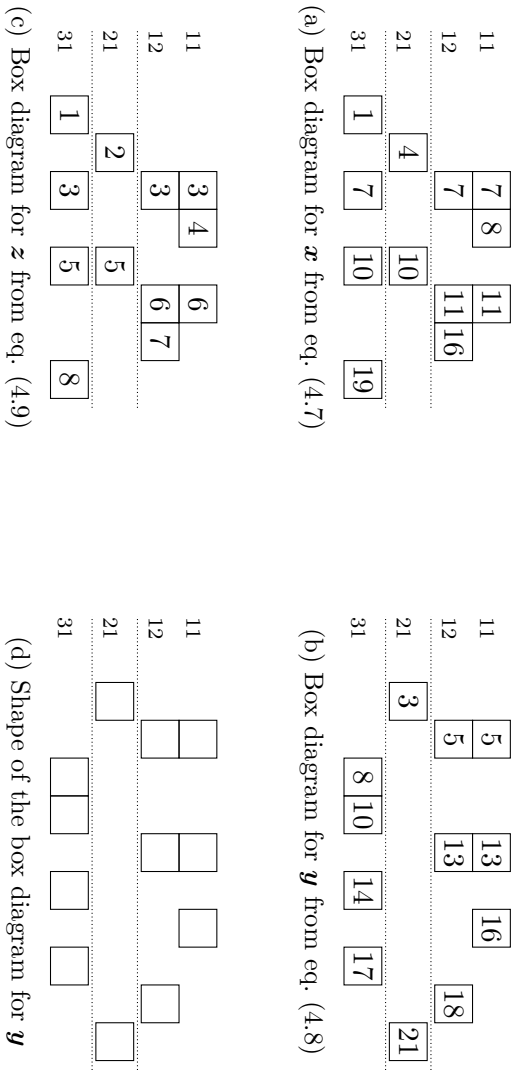 11 7 8 11
12 7 11 16
21 4 10
31 1 7 10 19
(a) Box diagram for x from eq. (4.7)
11 5 13 16
12 5 13 18
21 3 21
31 8 10 14 17
(b) Box diagram for y from eq. (4.8)
11 3 4 6
12 3 6 7
21 2 5
31 1 3 5 8
(c) Box diagram for z from eq. (4.9)
11
12
21
31
(d) Shape of the box diagram for y